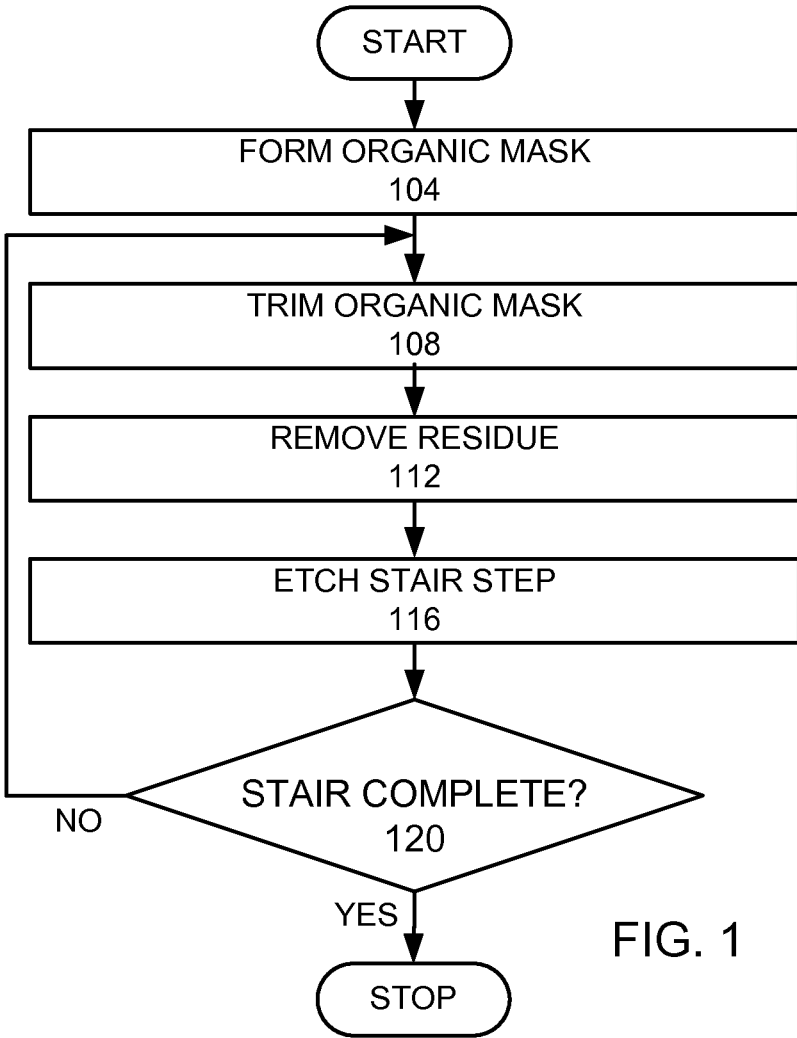 START
FORM ORGANIC MASK
104
TRIM ORGANIC MASK
108
REMOVE RESIDUE
112
ETCH STAIR STEP
116
STAIR COMPLETE?
120
NO
YES
FIG. 1
STOP